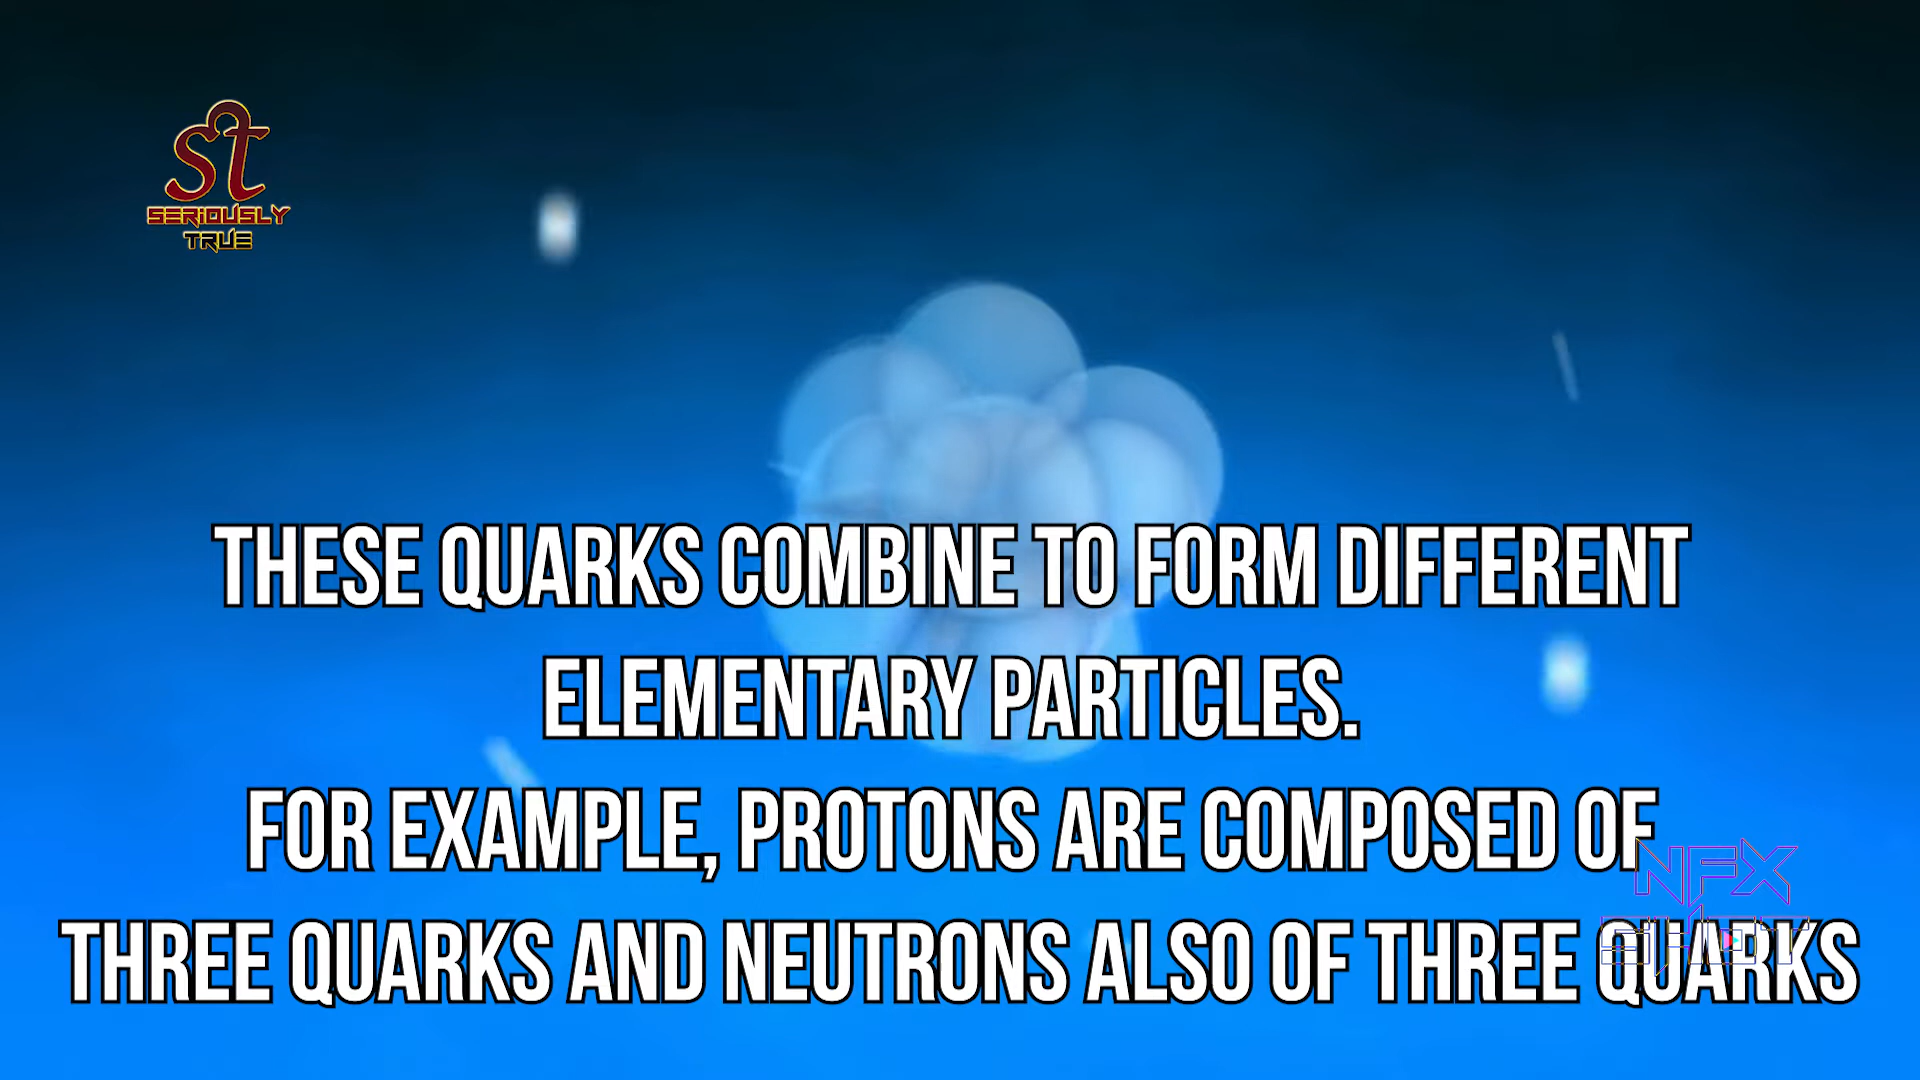 st
SERIOUSLY
TRUE
THESE QUARKS COMBINE TO FORM DIFFERENT
ELEMENTARY PARTICLES.
FOR EXAMPLE, PROTONS ARE COMPOSED OF
THREE QUARKS AND NEUTRONS ALSO OF THREE QUARKS
NFX
SHOT